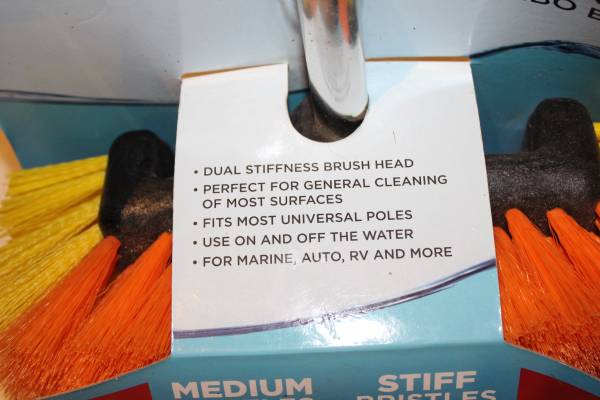 • DUAL STIFFNESS BRUSH HEAD
• PERFECT FOR GENERAL CLEANING
OF MOST SURFACES
• FITS MOST UNIVERSAL POLES
• USE ON AND OFF THE WATER
• FOR MARINE, AUTO, RV AND MORE
MEDIUM
STIFF
BRISTLES